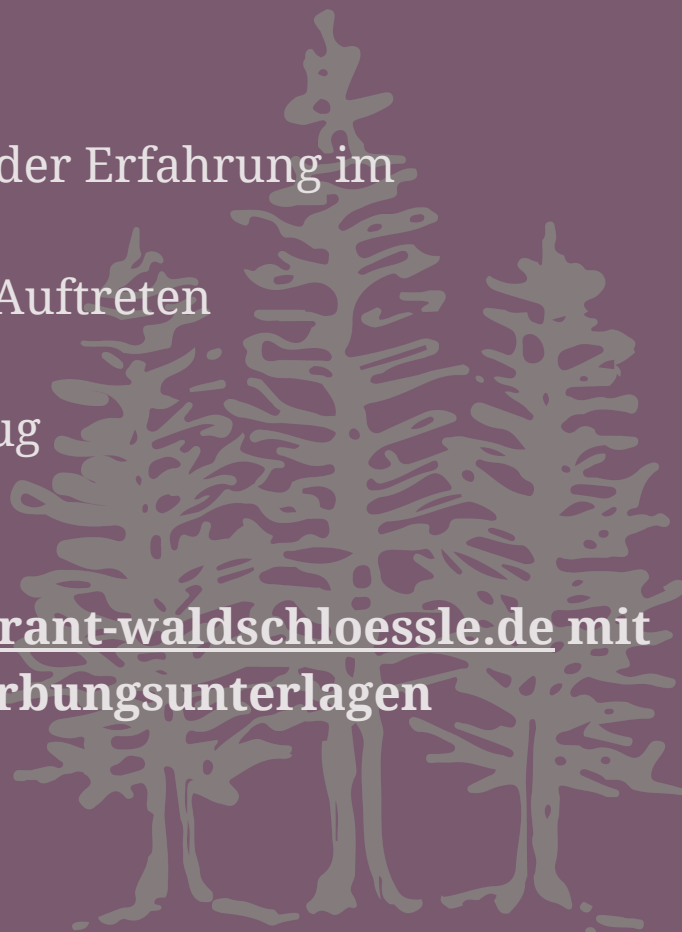 der Erfahrung im
Auftreten
ug
rant-waldschloessle.de mit
rbungsunterlagen